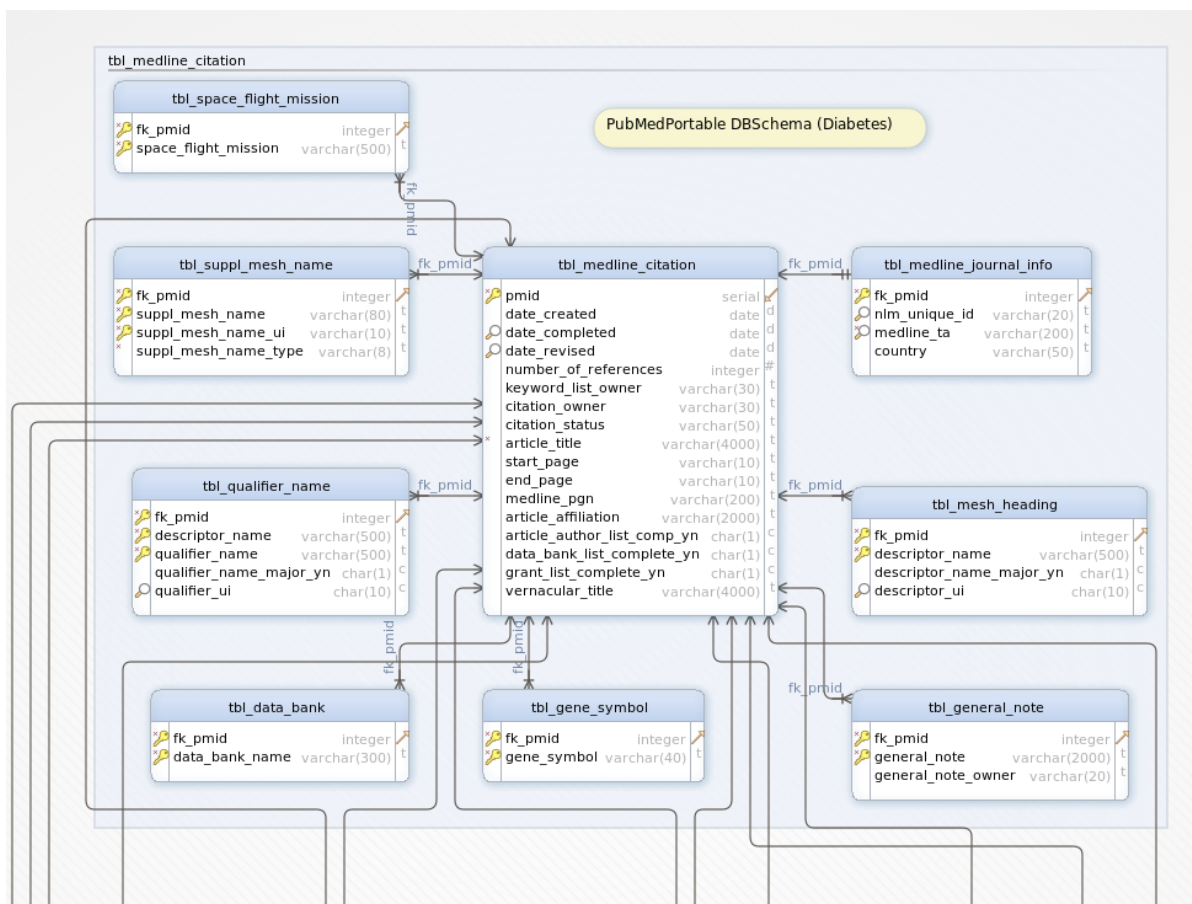 tbl_medline_citation
tbl_space_flight_mission
fk_pmid integer
space_flight_mission varchar(500) t
PubMedPortable DBSchema (Diabetes)
fk_pmid
tbl_suppl_mesh_name
fk_pmid integer
suppl_mesh_name varchar(80) t
suppl_mesh_name_ui varchar(10) t
suppl_mesh_name_type varchar(8) t
fk_pmid
tbl_medline_citation
pmid serial
date_created date d
date_completed date d
date_revised date d
number_of_references integer #
keyword_list_owner varchar(30) t
citation_owner varchar(30) t
citation_status varchar(50) t
article_title varchar(4000) t
start_page varchar(10) t
end_page varchar(10) t
medline_pgn varchar(200) t
article_affiliation varchar(2000) t
article_author_list_comp_yn char(1) c
data_bank_list_complete_yn char(1) c
grant_list_complete_yn char(1) c
vernacular_title varchar(4000) t
fk_pmid
tbl_medline_journal_info
fk_pmid integer
nlm_unique_id varchar(20) t
medline_ta varchar(200) t
country varchar(50) t
tbl_qualifier_name
fk_pmid integer
descriptor_name varchar(500) t
qualifier_name varchar(500) t
qualifier_name_major_yn char(1) c
qualifier_ui char(10) c
fk_pmid
fk_pmid
tbl_mesh_heading
fk_pmid integer
descriptor_name varchar(500) t
descriptor_name_major_yn char(1) c
descriptor_ui char(10) c
fk_pmid
tbl_data_bank
fk_pmid integer
data_bank_name varchar(300) t
fk_pmid
tbl_gene_symbol
fk_pmid integer
gene_symbol varchar(40) t
fk_pmid
tbl_general_note
fk_pmid integer
general_note varchar(2000) t
general_note_owner varchar(20) t